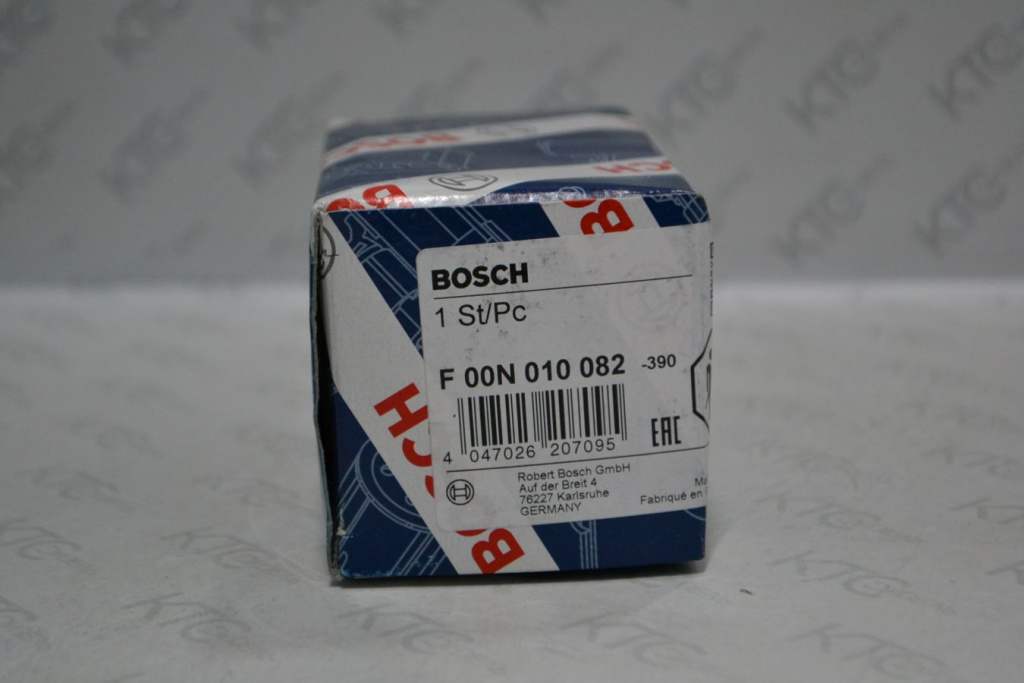 BOSCH
1 St/Pc
F 00N 010 082 -390
4 047026 207095
EAC
Robert Bosch GmbH
Auf der Breit 4
76227 Karlsruhe
GERMANY
Fabriqué en